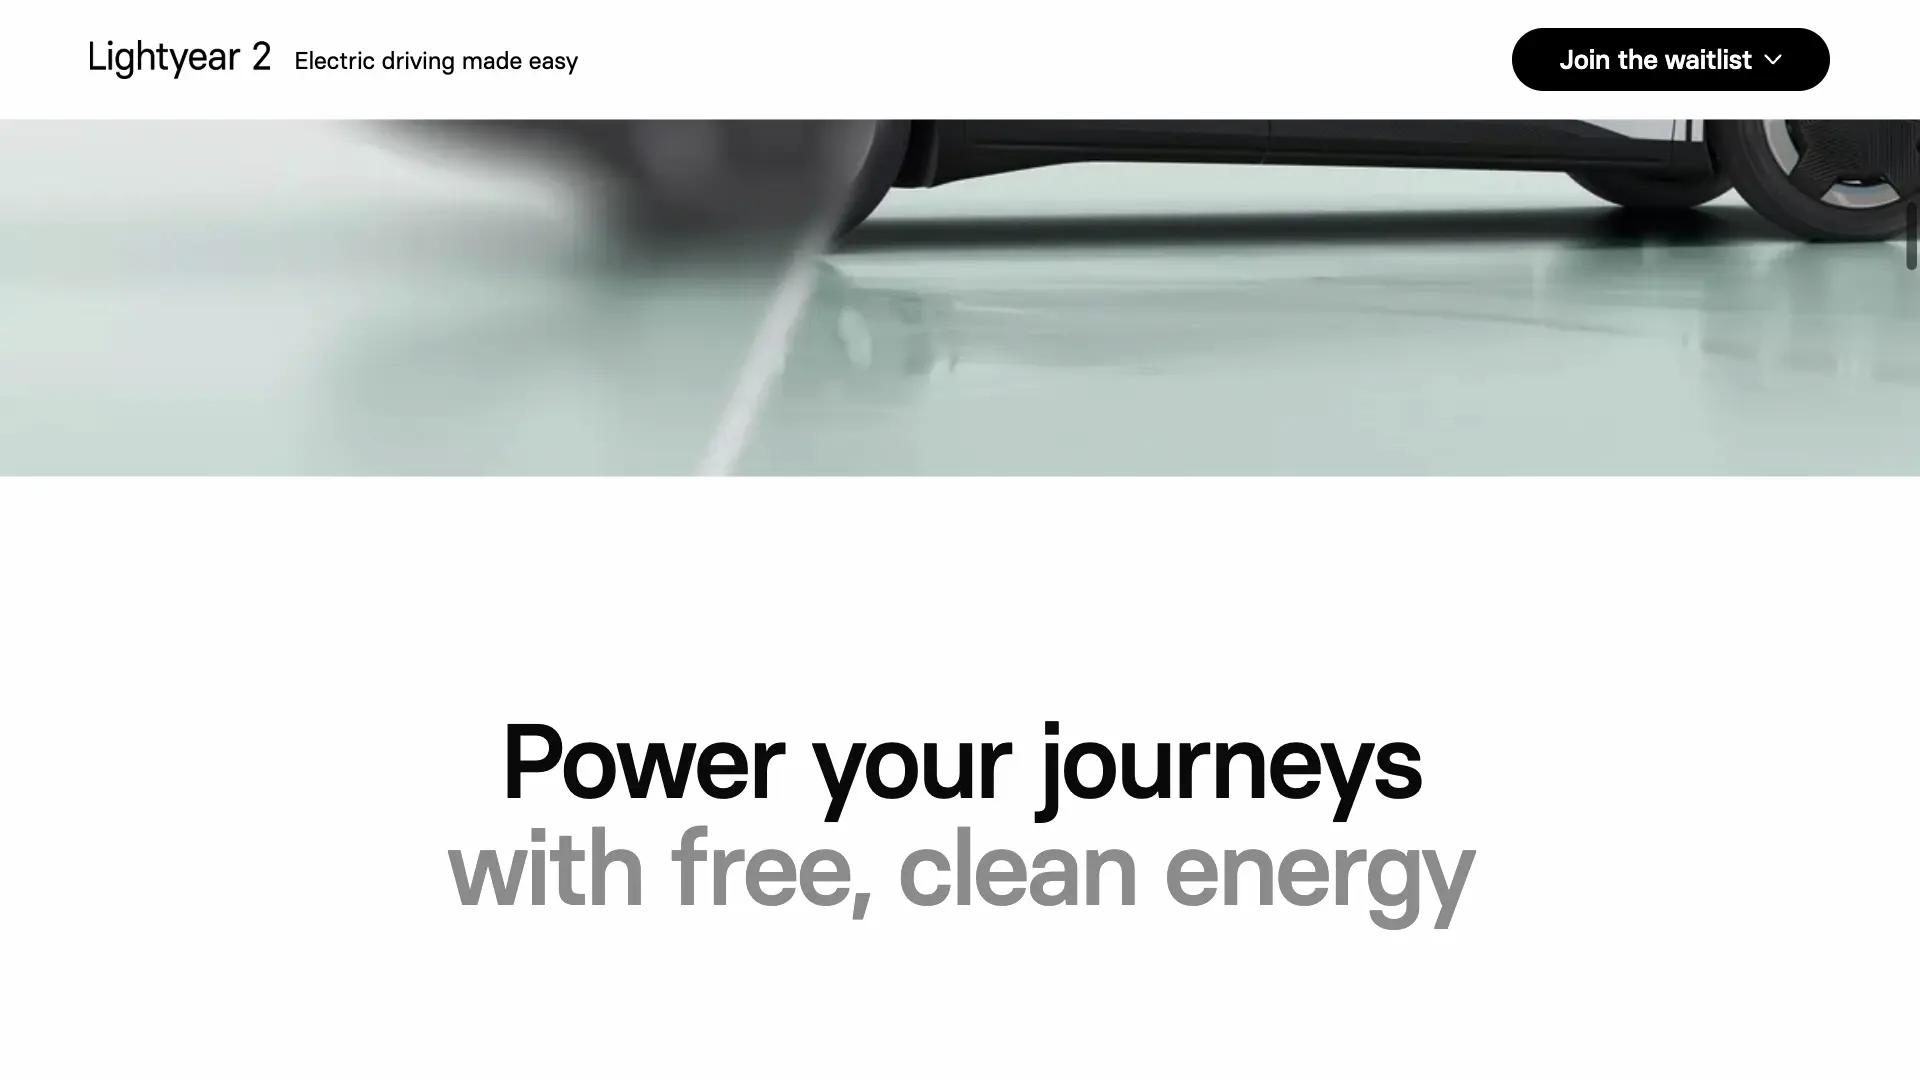 Lightyear 2 Electric driving made easy
Join the waitlist
Power your journeys
with free, clean energy